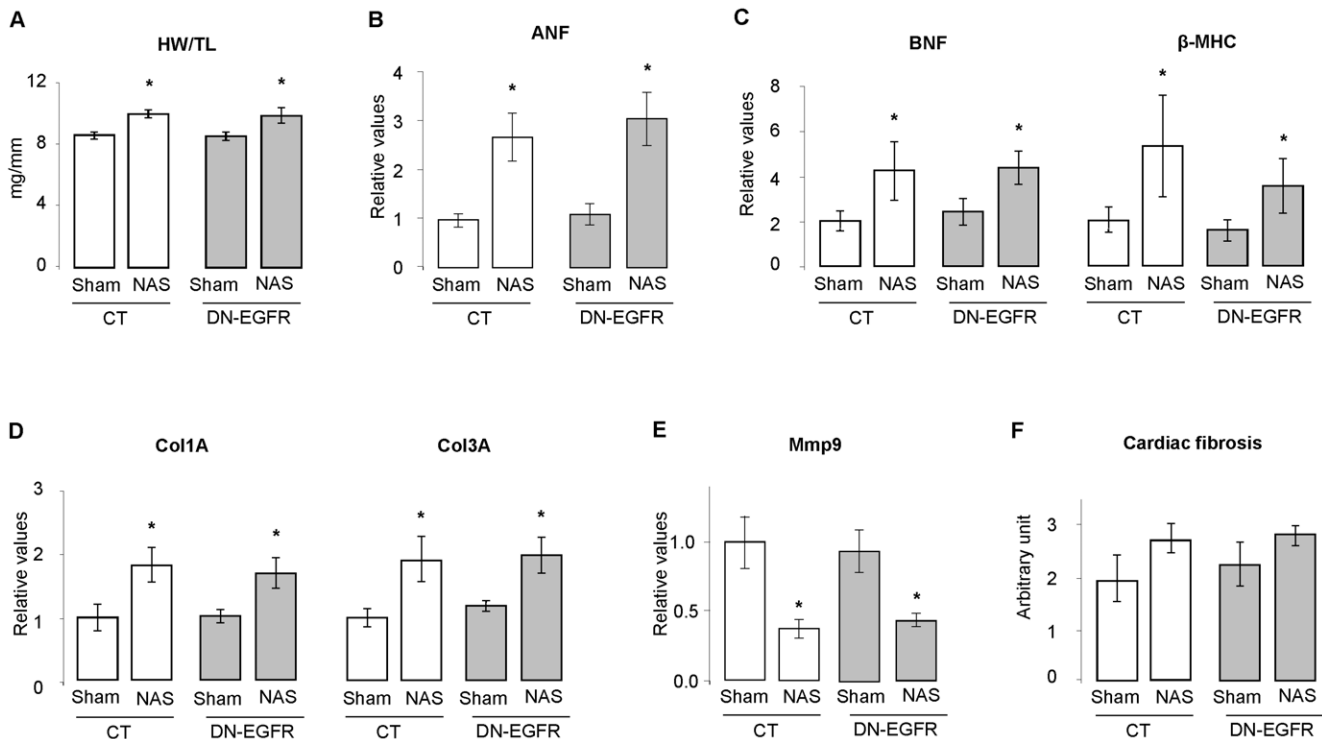 A
HW/TL
mg/mm
12
8
4
0
* *
Sham NAS Sham NAS
CT DN-EGFR
B
ANF
Relative values
4
3
2
1
0
* *
Sham NAS Sham NAS
CT DN-EGFR
C
BNF β-MHC
Relative values
8
6
4
2
0
* * * *
Sham NAS Sham NAS Sham NAS Sham NAS
CT DN-EGFR CT DN-EGFR
D
Col1A Col3A
Relative values
3
2
1
0
* * * *
Sham NAS Sham NAS Sham NAS Sham NAS
CT DN-EGFR CT DN-EGFR
E
Mmp9
Relative values
1.0
0.5
0.0
* *
Sham NAS Sham NAS
CT DN-EGFR
F
Cardiac fibrosis
Arbitrary unit
3
2
1
0
Sham NAS Sham NAS
CT DN-EGFR